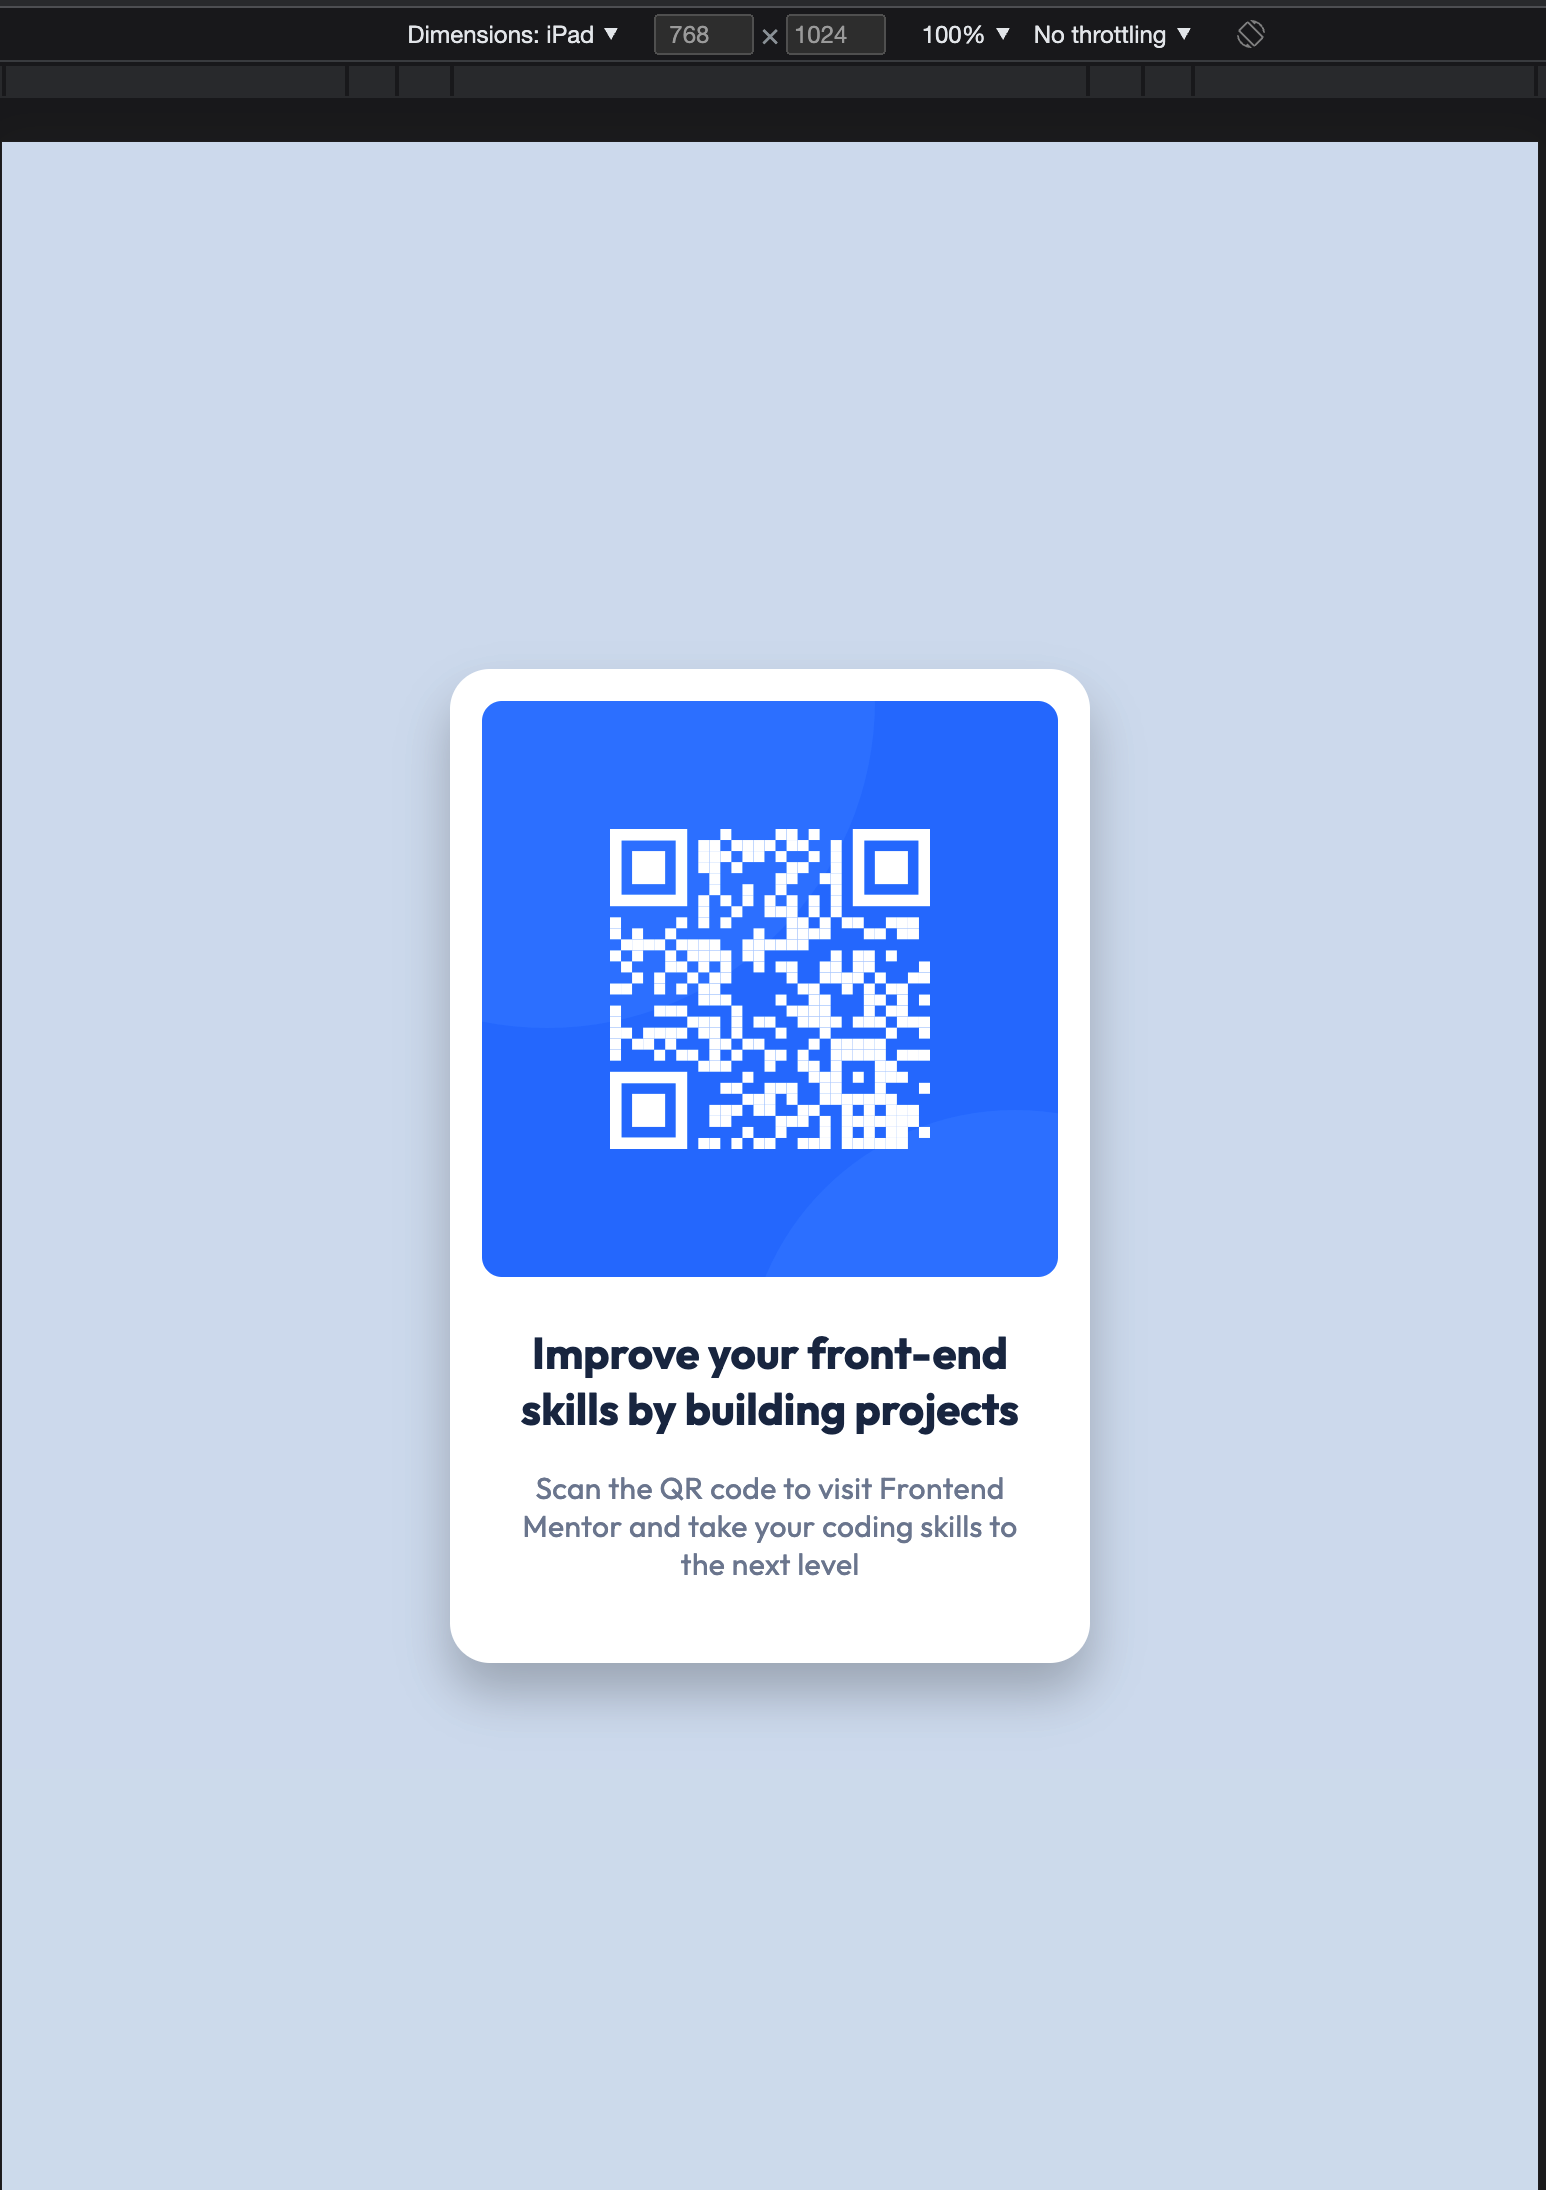 Dimensions: iPad ▼ 768 × 1024 100% ▼ No throttling ▼
Improve your front-end
skills by building projects
Scan the QR code to visit Frontend
Mentor and take your coding skills to
the next level